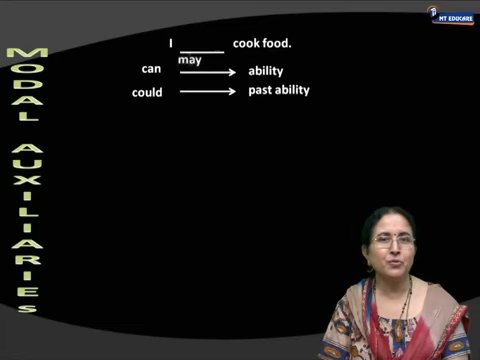 MT EDUCARE
I ______ cook food.
may
can → ability
could → past ability
MODAL AUXILIARIES